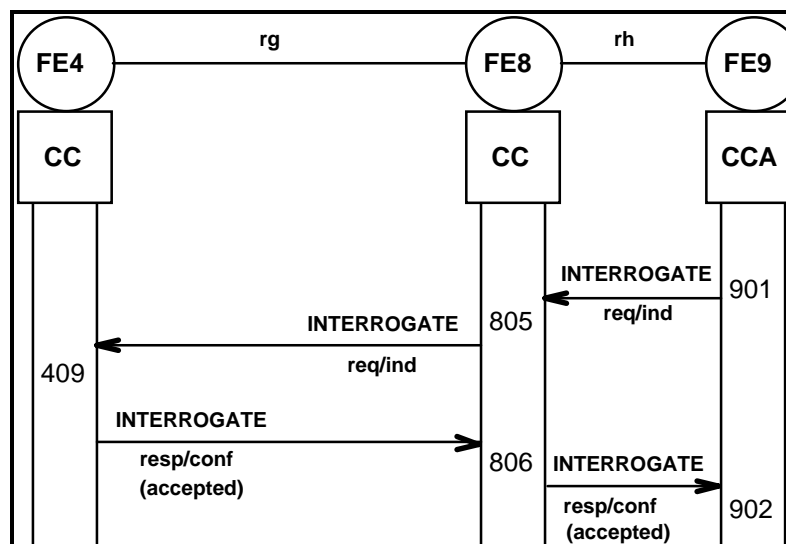 rg
rh
FE4
FE8
FE9
CC
CC
CCA
INTERROGATE
901
req/ind
INTERROGATE
805
req/ind
409
INTERROGATE
resp/conf
(accepted)
806
INTERROGATE
resp/conf
(accepted)
902